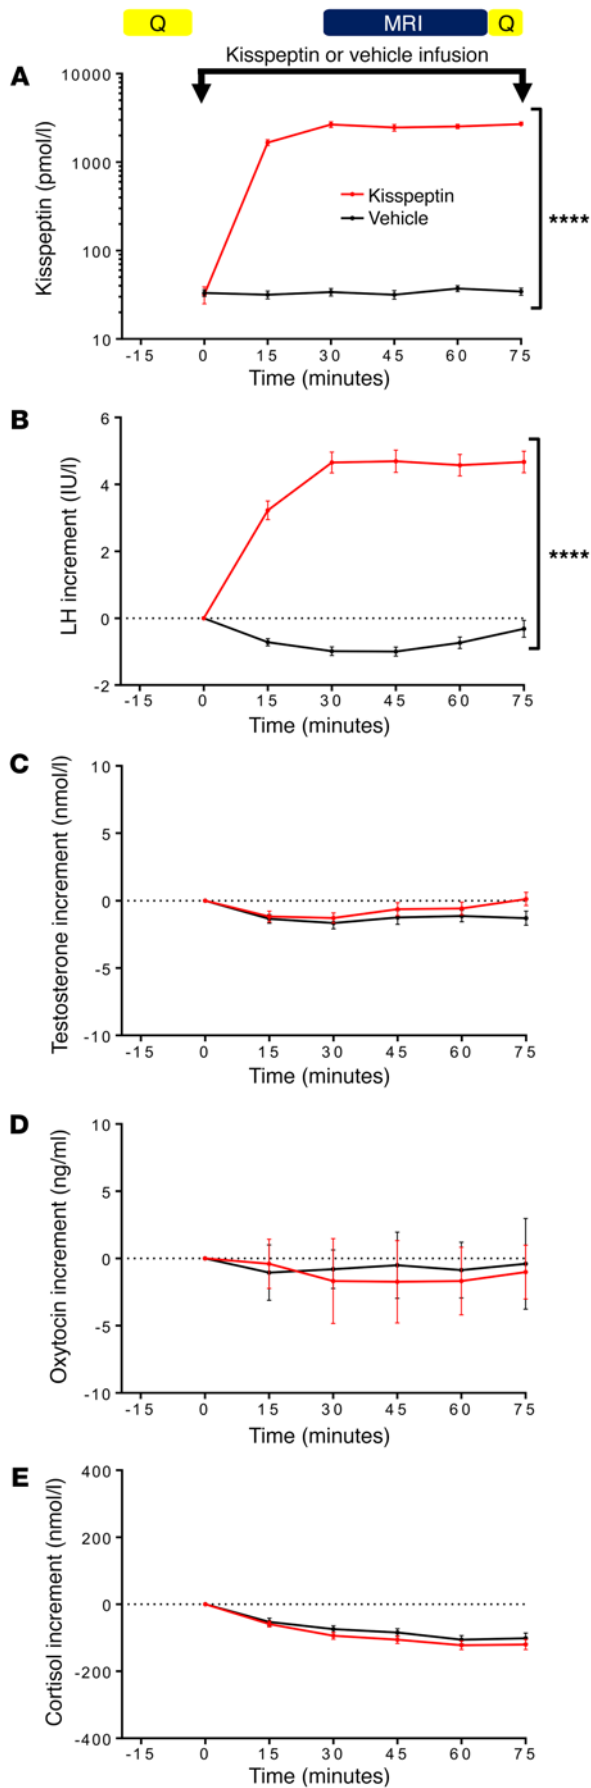 Q MRI Q
Kisspeptin or vehicle infusion
A
Kisspeptin (pmol/l)
10000
1000
100
10
Kisspeptin
Vehicle
****
-15 0 15 30 45 60 75
Time (minutes)
B
LH increment (IU/l)
6
4
2
0
-2
****
-15 0 15 30 45 60 75
Time (minutes)
C
Testosterone increment (nmol/l)
10
5
0
-5
-10
-15 0 15 30 45 60 75
Time (minutes)
D
Oxytocin increment (ng/ml)
10
5
0
-5
-10
-15 0 15 30 45 60 75
Time (minutes)
E
Cortisol increment (nmol/l)
400
200
0
-200
-400
-15 0 15 30 45 60 75
Time (minutes)